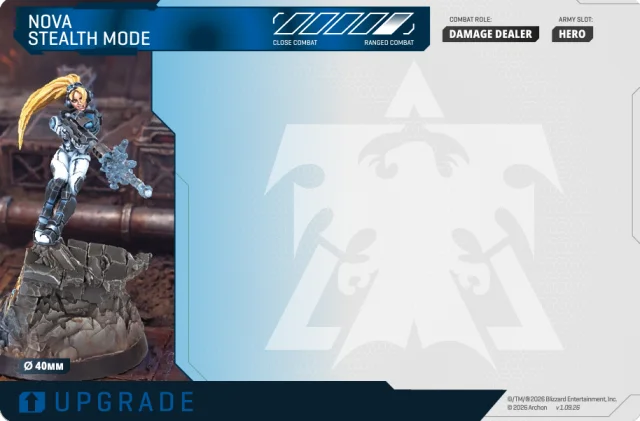 NOVA
STEALTH MODE
CLOSE COMBAT
RANGED COMBAT
COMBAT ROLE:
DAMAGE DEALER
ARMY SLOT:
HERO
Ø 40MM
UPGRADE
©/TM/®2026 Blizzard Entertainment, Inc.
© 2026 Archon v 1.09.26